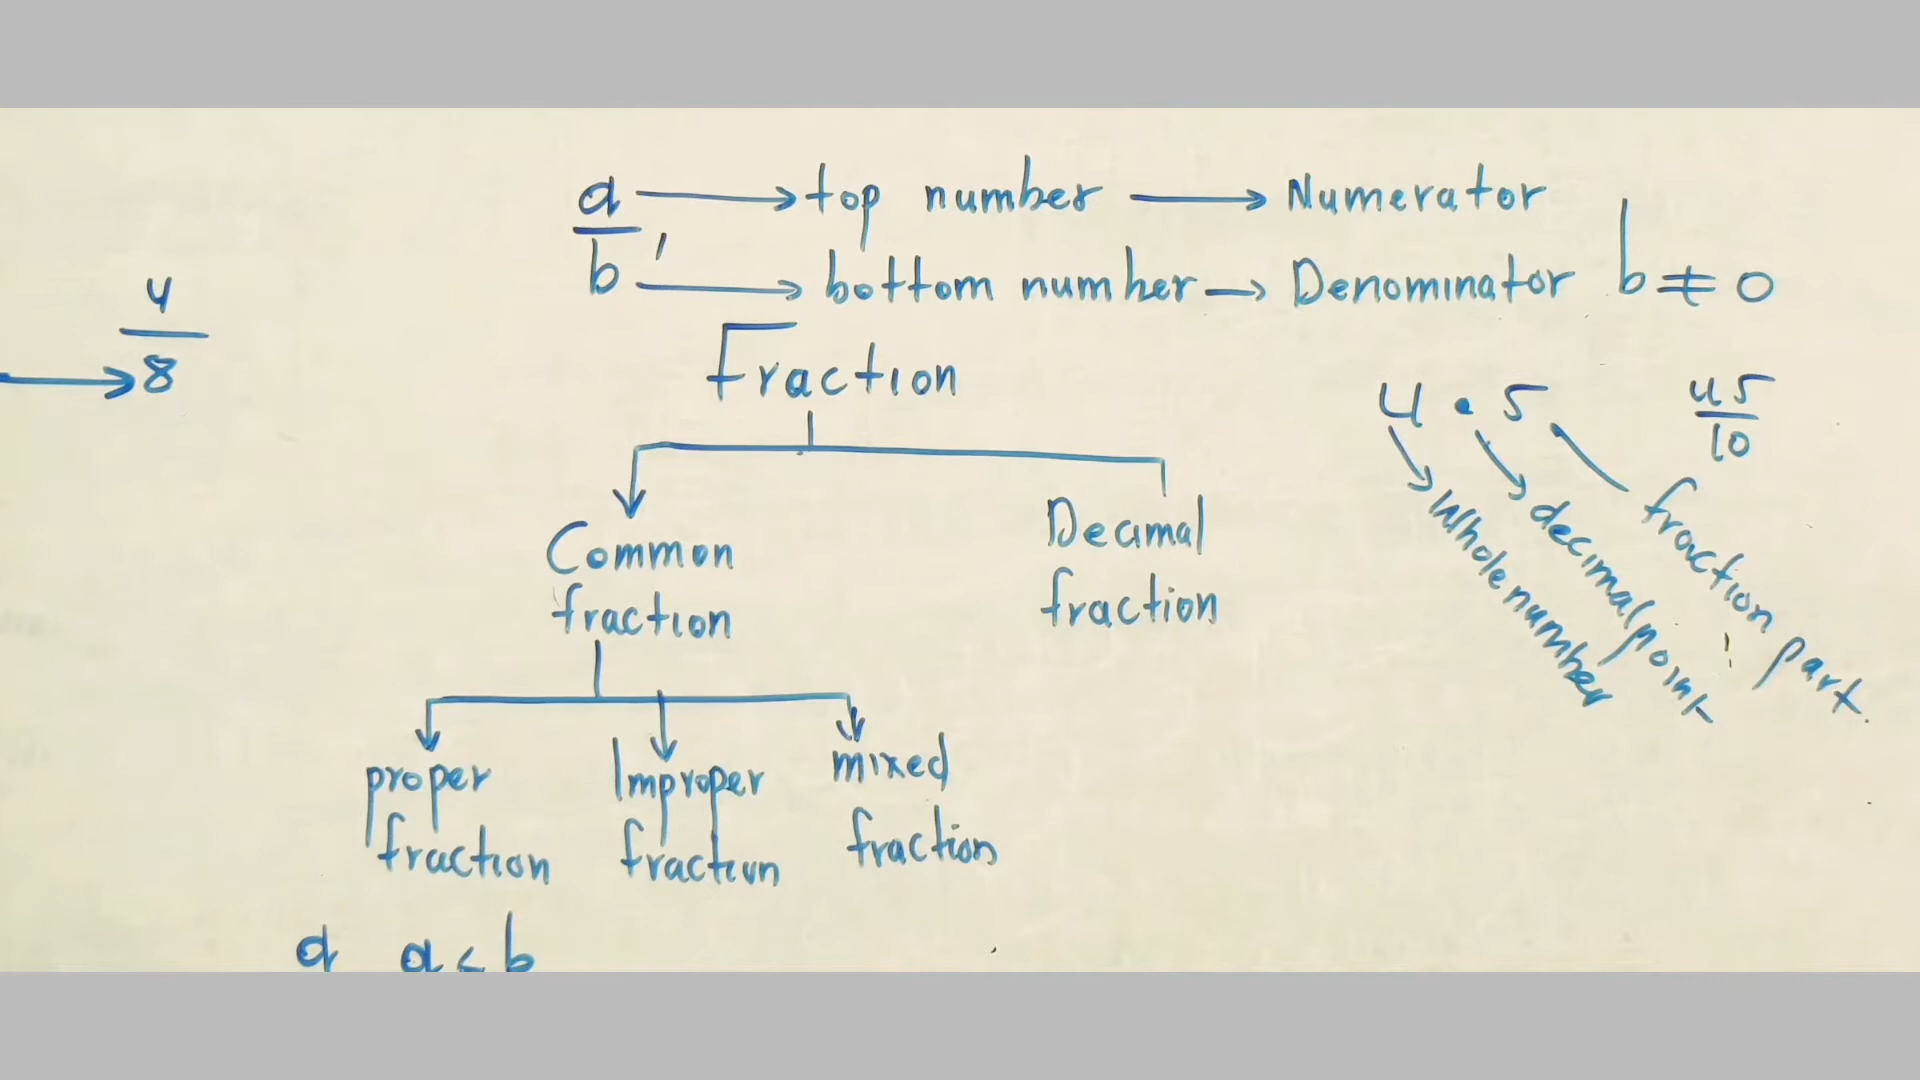 a → top number → Numerator
b → bottom number → Denominator b ≠ 0
4
8
Fraction
4 . 5
45
10
Whole number
decimal point
fraction part.
Common
fraction
Decimal
fraction
proper
fraction
Improper
fraction
mixed
fraction
a a < b